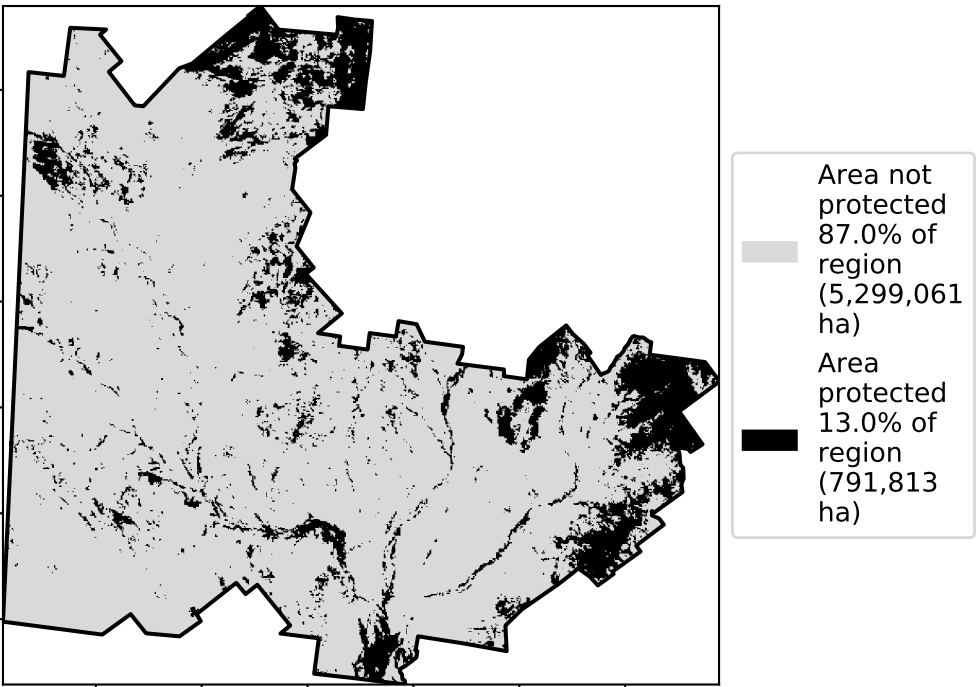 Area not
protected
87.0% of
region
(5,299,061
ha)
Area
protected
13.0% of
region
(791,813
ha)